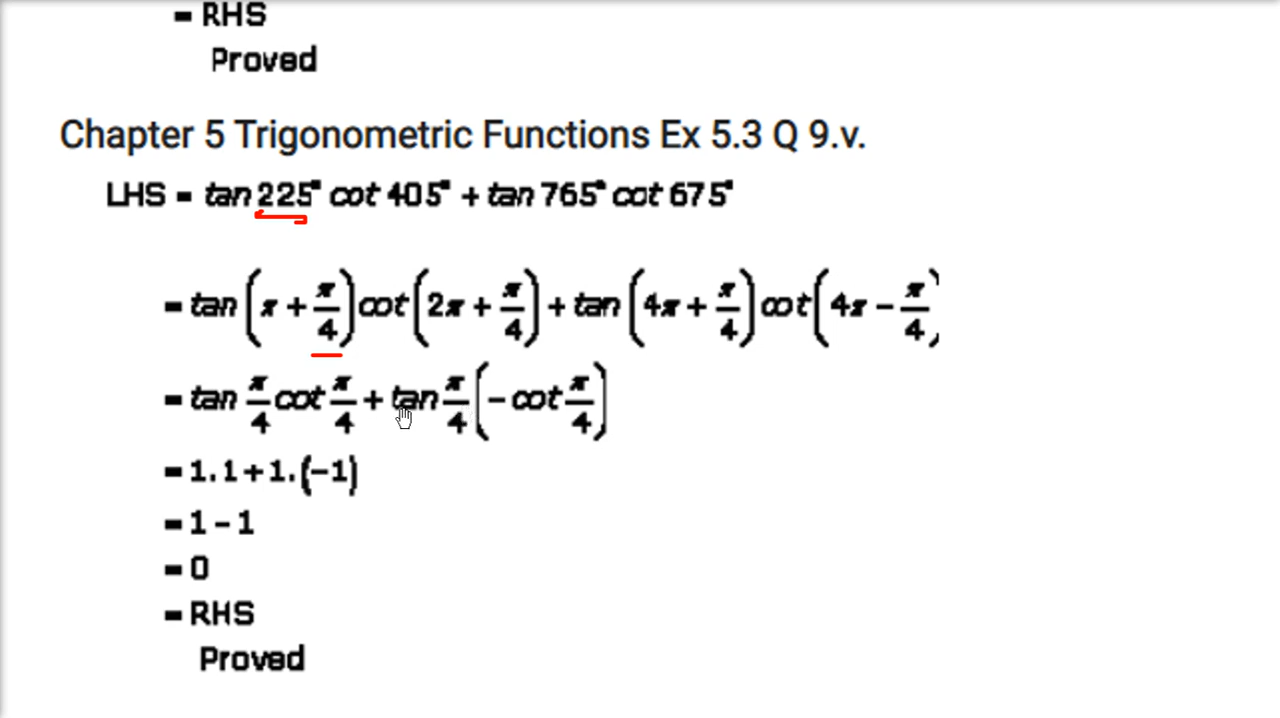 = RHS
Proved
Chapter 5 Trigonometric Functions Ex 5.3 Q 9.v.
LHS = tan 225° cot 405° + tan 765° cot 675°
= tan (π + π/4) cot (2π + π/4) + tan (4π + π/4) cot (4π − π/4)
= tan π/4 cot π/4 + tan π/4 (− cot π/4)
= 1.1 + 1.(−1)
= 1 − 1
= 0
= RHS
Proved